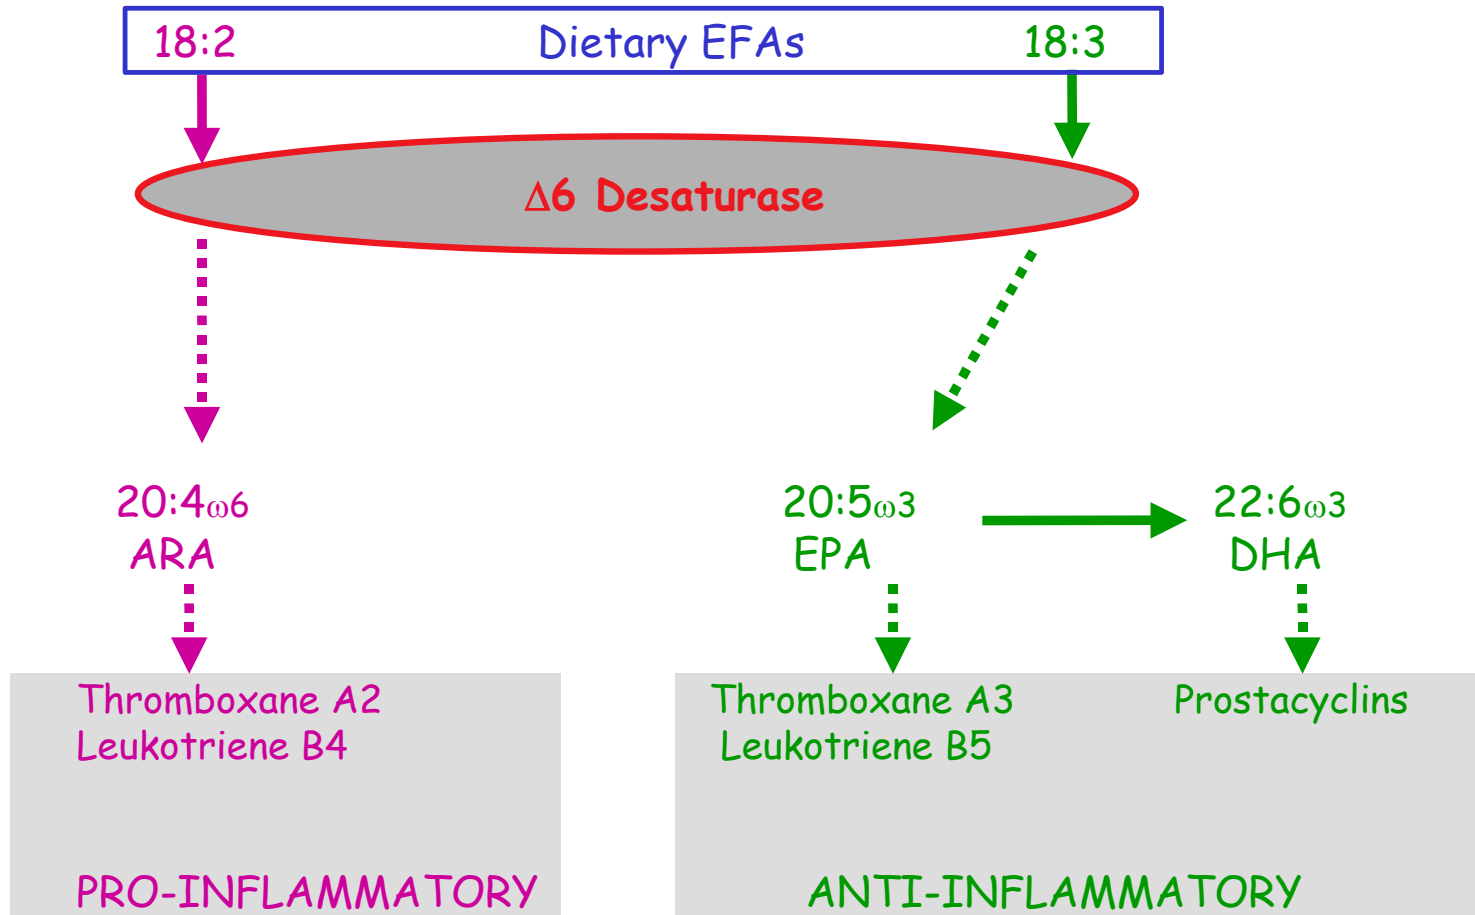 18:2 Dietary EFAs 18:3
Δ6 Desaturase
20:4ω6 20:5ω3 22:6ω3
ARA EPA DHA
Thromboxane A2 Thromboxane A3 Prostacyclins
Leukotriene B4 Leukotriene B5
PRO-INFLAMMATORY ANTI-INFLAMMATORY